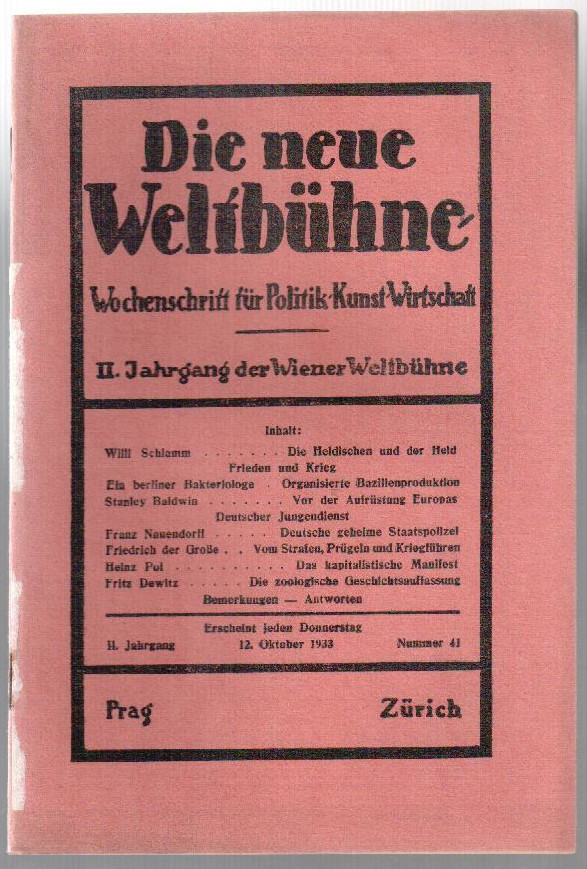 Die neue
Weltbühne
Wochenschrift für Politik·Kunst·Wirtschaft
II. Jahrgang der Wiener Weltbühne
Inhalt:
Willi Schlamm . . . . . . . Die Heldischen und der Held
Frieden und Krieg
Ein berliner Bakteriologe . Organisierte Bazillenproduktion
Stanley Baldwin . . . . . . . Vor der Aufrüstung Europas
Deutscher Jungendienst
Franz Nauendorff . . . . . Deutsche geheime Staatspolizei
Friedrich der Große . . Vom Strafen, Prügeln und Kriegführen
Heinz Pol . . . . . . . . . . Das kapitalistische Manifest
Fritz Dewitz . . . . . Die zoologische Geschichtsauffassung
Bemerkungen — Antworten
Erscheint jeden Donnerstag
II. Jahrgang 12. Oktober 1933 Nummer 41
Prag Zürich